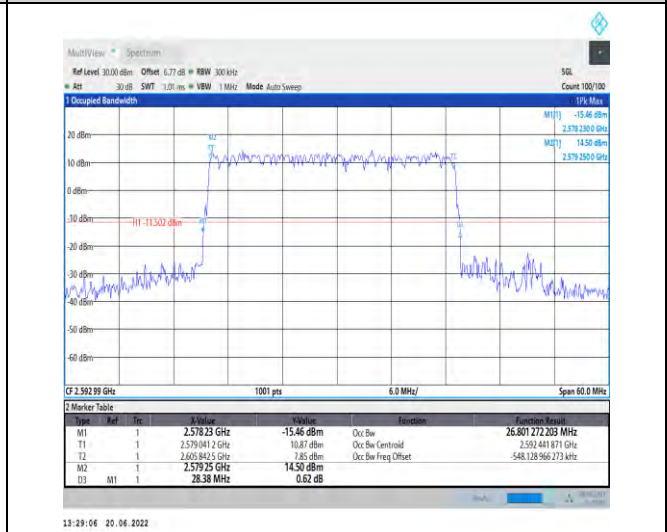 MultiView Spectrum
Ref Level 30.00 dBm Offset 6.77 dB RBW 300 kHz SGL
Att 30 dB SWT 1.01 ms VBW 1 MHz Mode Auto Sweep Count 100/100
1 Occupied Bandwidth 1Pk Max
M1[1] -15.46 dBm
2.578 230 0 GHz
M2[1] 14.50 dBm
2.579 250 0 GHz
M2
T1
T2
20 dBm
10 dBm
0 dBm
-10 dBm
H1 -11.502 dBm
-20 dBm
-30 dBm
-40 dBm
-50 dBm
-60 dBm
CF 2.592 99 GHz 1001 pts 6.0 MHz/ Span 60.0 MHz
2 Marker Table
Type Ref Trc X-Value Y-Value Function Function Result
M1 1 2.578 23 GHz -15.46 dBm Occ Bw 26.801 272 203 MHz
T1 1 2.579 041 2 GHz 10.87 dBm Occ Bw Centroid 2.592 441 871 GHz
T2 1 2.605 842 5 GHz 7.85 dBm Occ Bw Freq Offset -548.128 966 273 kHz
M2 1 2.579 25 GHz 14.50 dBm
D3 M1 1 28.38 MHz 0.62 dB
13:29:06 20.06.2022